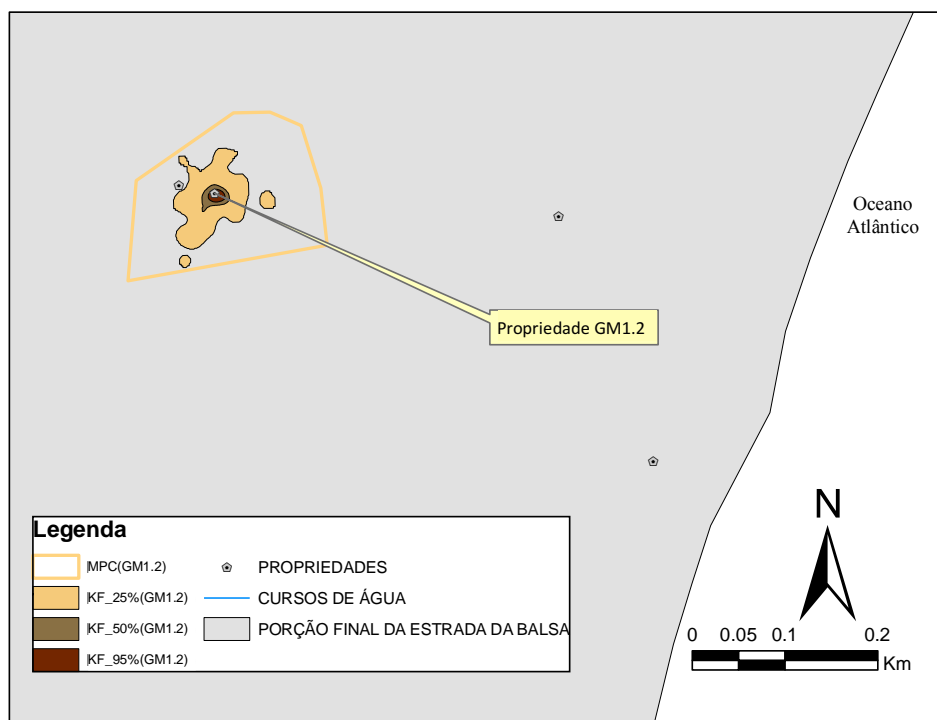 Oceano
Atlântico
Propriedade GM1.2
Legenda
MPC(GM1.2)
KF_25%(GM1.2)
KF_50%(GM1.2)
KF_95%(GM1.2)
PROPRIEDADES
CURSOS DE ÁGUA
PORÇÃO FINAL DA ESTRADA DA BALSA
N
0 0.05 0.1 0.2
Km